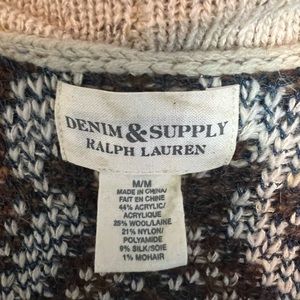 DENIM & SUPPLY
RALPH LAUREN
M/M
MADE IN CHINA/
FAIT EN CHINE
44% ACRYLIC/
ACRYLIQUE
25% WOOL/LAINE
21% NYLON/
POLYAMIDE
9% SILK/SOIE
1% MOHAIR